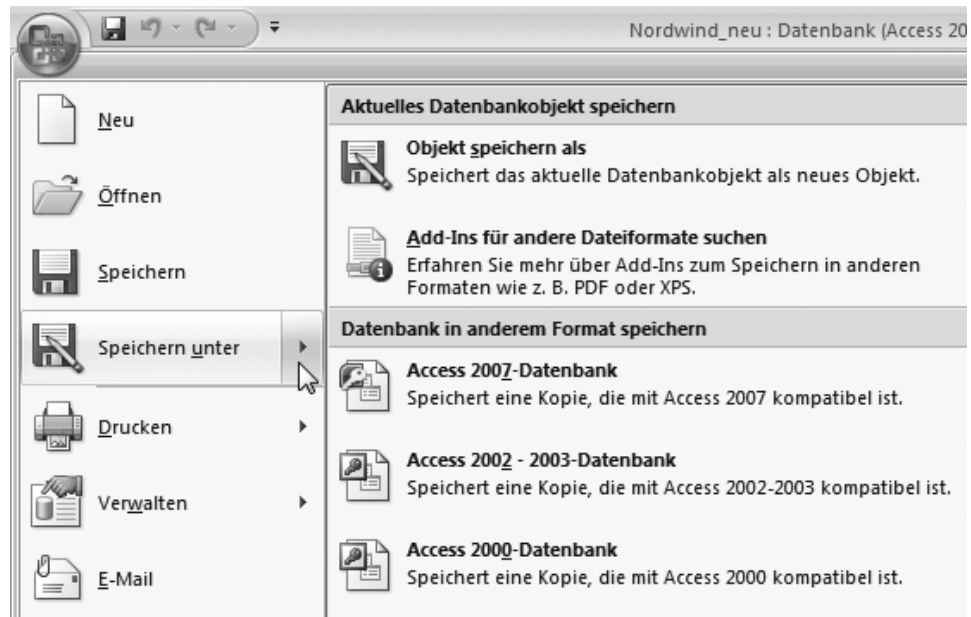 Nordwind_neu : Datenbank (Access 20
Neu
Öffnen
Speichern
Speichern unter
Drucken
Verwalten
E-Mail
Aktuelles Datenbankobjekt speichern
Objekt speichern als
Speichert das aktuelle Datenbankobjekt als neues Objekt.
Add-Ins für andere Dateiformate suchen
Erfahren Sie mehr über Add-Ins zum Speichern in anderen
Formaten wie z. B. PDF oder XPS.
Datenbank in anderem Format speichern
Access 2007-Datenbank
Speichert eine Kopie, die mit Access 2007 kompatibel ist.
Access 2002 - 2003-Datenbank
Speichert eine Kopie, die mit Access 2002-2003 kompatibel ist.
Access 2000-Datenbank
Speichert eine Kopie, die mit Access 2000 kompatibel ist.